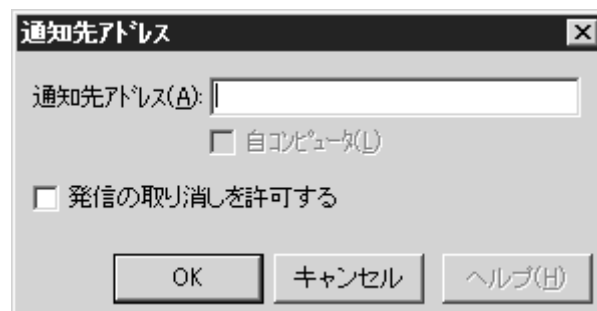 通知先ｱﾄﾞﾚｽ
通知先ｱﾄﾞﾚｽ(A):
自ｺﾝﾋﾟｭｰﾀ(L)
発信の取り消しを許可する
OK キャンセル ヘルプ(H)